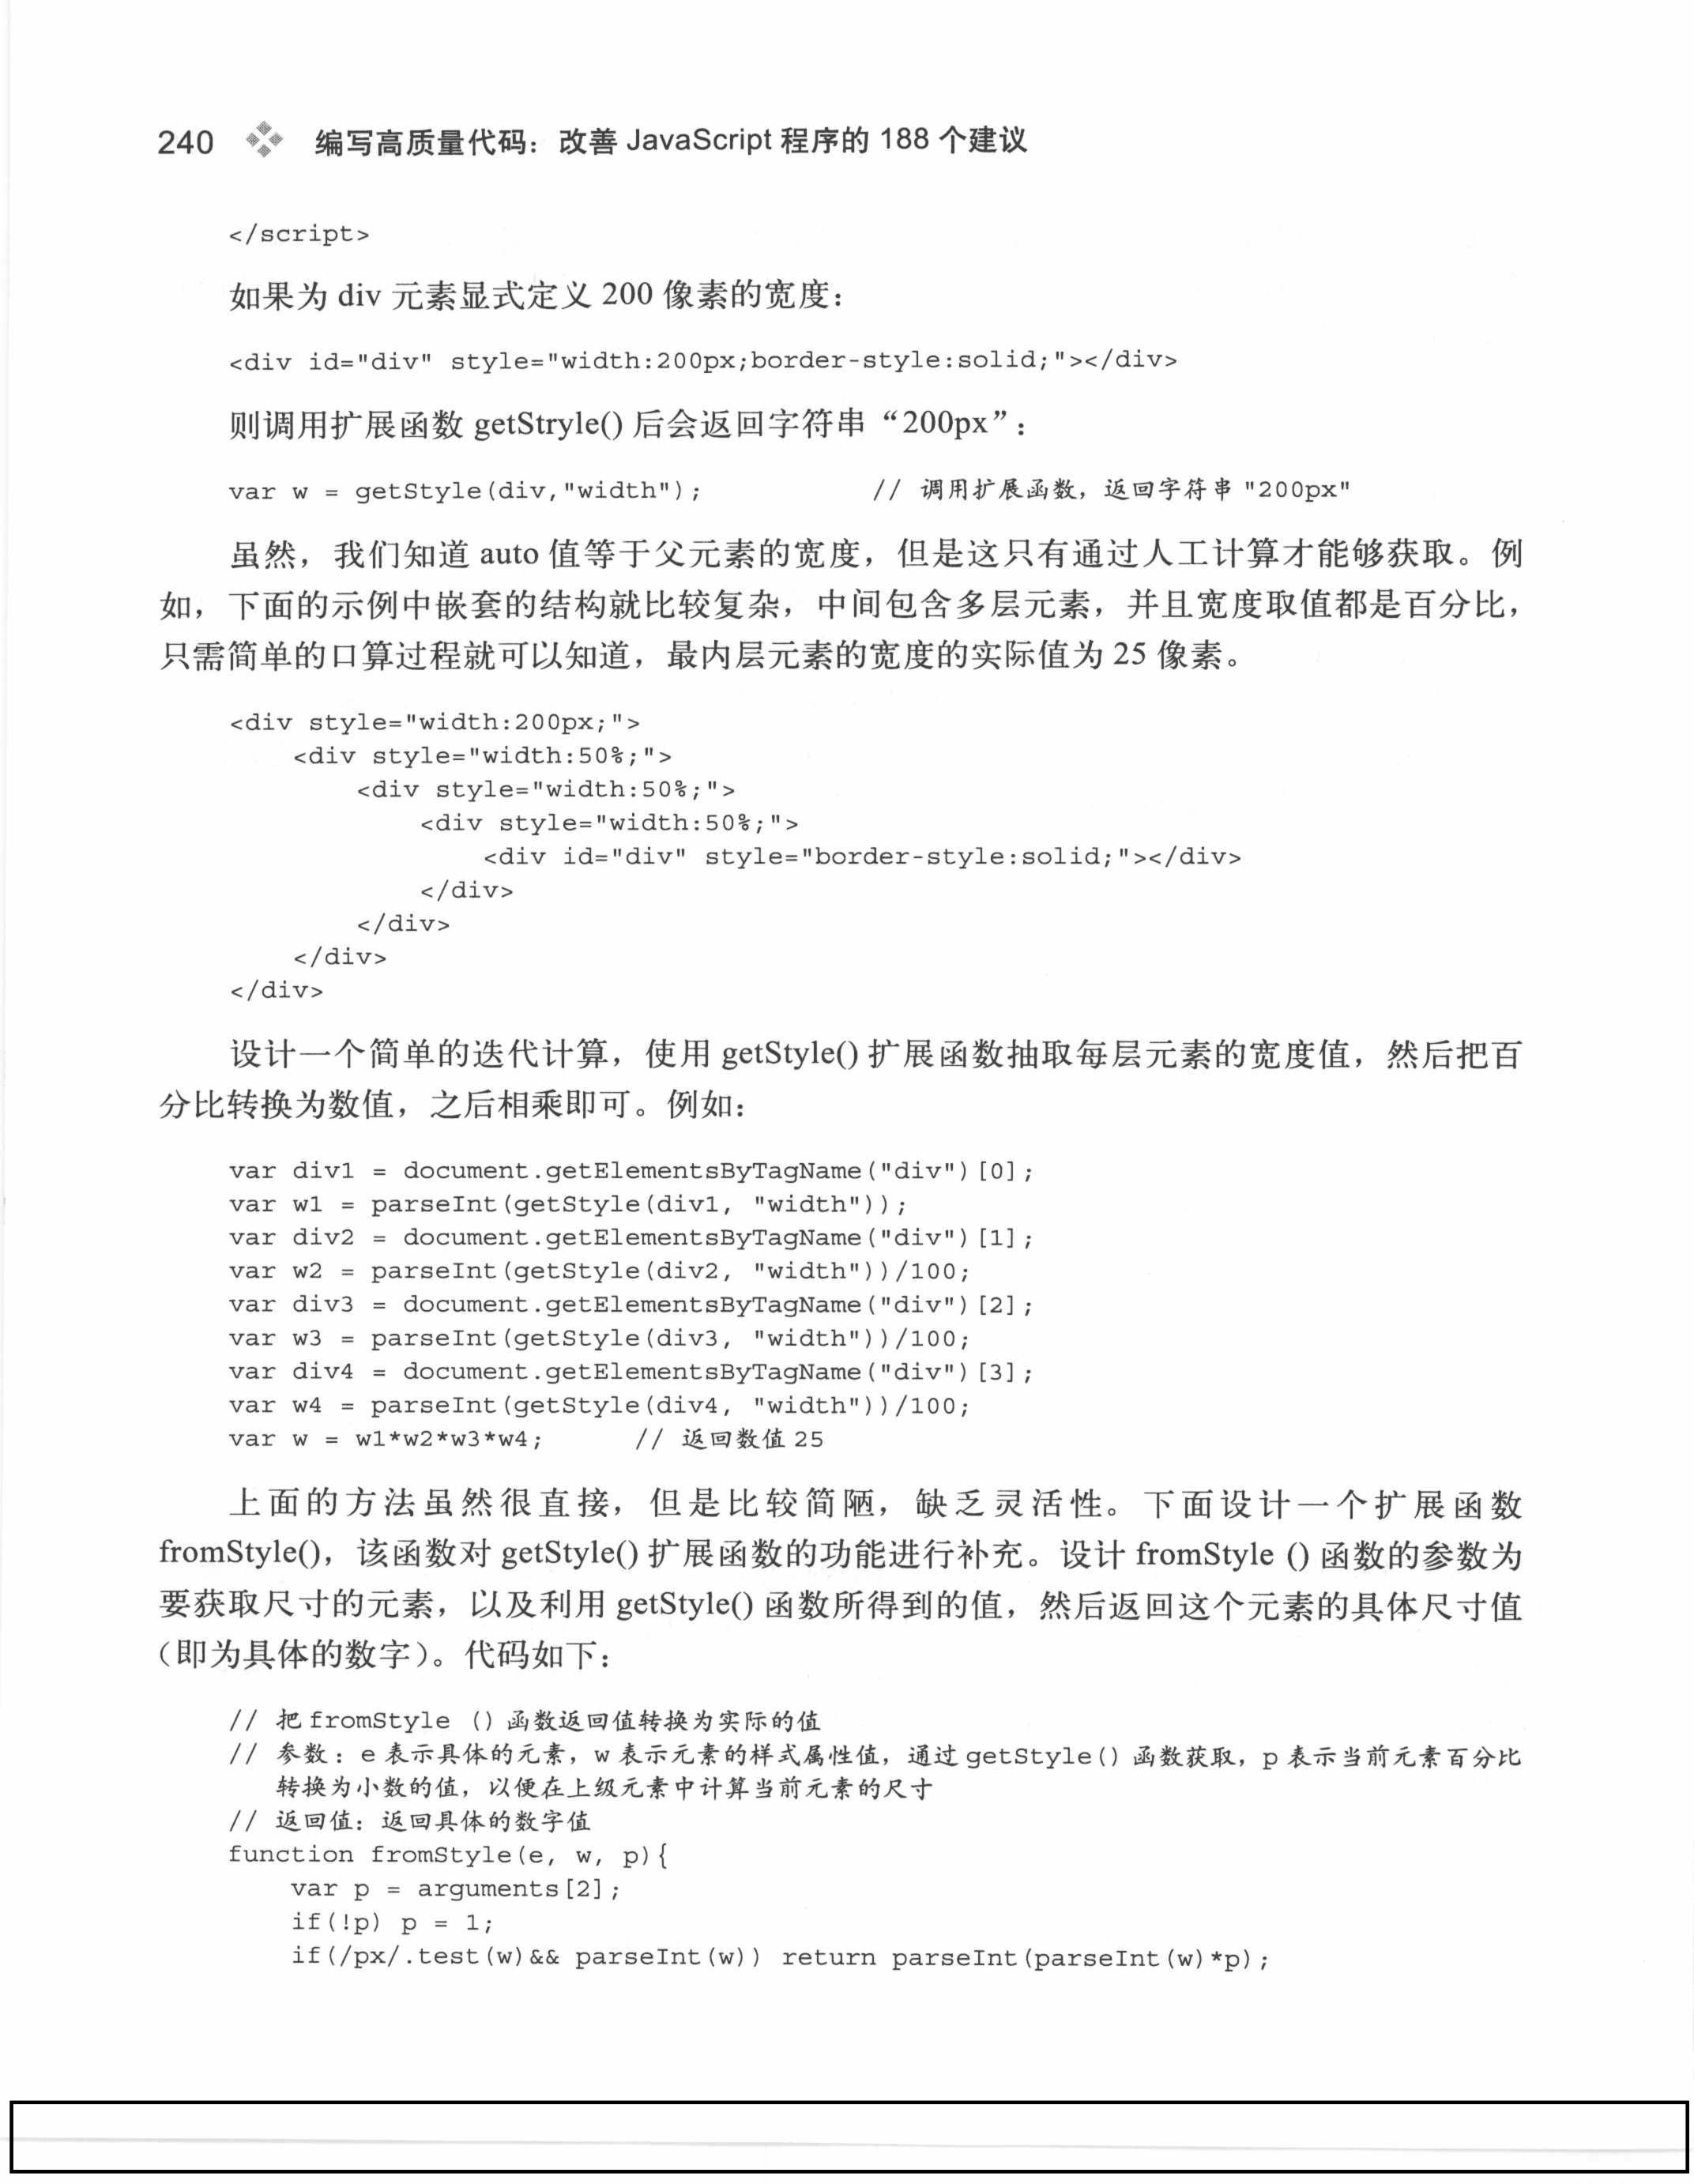 240 编写高质量代码：改善 JavaScript 程序的 188 个建议
</script>
如果为 div 元素显式定义 200 像素的宽度：
<div id="div" style="width:200px;border-style:solid;"></div>
则调用扩展函数 getStryle() 后会返回字符串“200px”：
var w = getStyle(div,"width"); // 调用扩展函数，返回字符串 "200px"
虽然，我们知道 auto 值等于父元素的宽度，但是这只有通过人工计算才能够获取。例
如，下面的示例中嵌套的结构就比较复杂，中间包含多层元素，并且宽度取值都是百分比，
只需简单的口算过程就可以知道，最内层元素的宽度的实际值为 25 像素。
<div style="width:200px;">
    <div style="width:50%;">
        <div style="width:50%;">
            <div style="width:50%;">
                <div id="div" style="border-style:solid;"></div>
            </div>
        </div>
    </div>
</div>
设计一个简单的迭代计算，使用 getStyle() 扩展函数抽取每层元素的宽度值，然后把百
分比转换为数值，之后相乘即可。例如：
var div1 = document.getElementsByTagName("div")[0];
var w1 = parseInt(getStyle(div1, "width"));
var div2 = document.getElementsByTagName("div")[1];
var w2 = parseInt(getStyle(div2, "width"))/100;
var div3 = document.getElementsByTagName("div")[2];
var w3 = parseInt(getStyle(div3, "width"))/100;
var div4 = document.getElementsByTagName("div")[3];
var w4 = parseInt(getStyle(div4, "width"))/100;
var w = w1*w2*w3*w4; // 返回数值 25
上面的方法虽然很直接，但是比较简陋，缺乏灵活性。下面设计一个扩展函数
fromStyle()，该函数对 getStyle() 扩展函数的功能进行补充。设计 fromStyle () 函数的参数为
要获取尺寸的元素，以及利用 getStyle() 函数所得到的值，然后返回这个元素的具体尺寸值
（即为具体的数字）。代码如下：
// 把 fromStyle () 函数返回值转换为实际的值
// 参数：e 表示具体的元素，w 表示元素的样式属性值，通过 getStyle() 函数获取，p 表示当前元素百分比
转换为小数的值，以便在上级元素中计算当前元素的尺寸
// 返回值：返回具体的数字值
function fromStyle(e, w, p){
    var p = arguments[2];
    if(!p) p = 1;
    if(/px/.test(w)&& parseInt(w)) return parseInt(parseInt(w)*p);